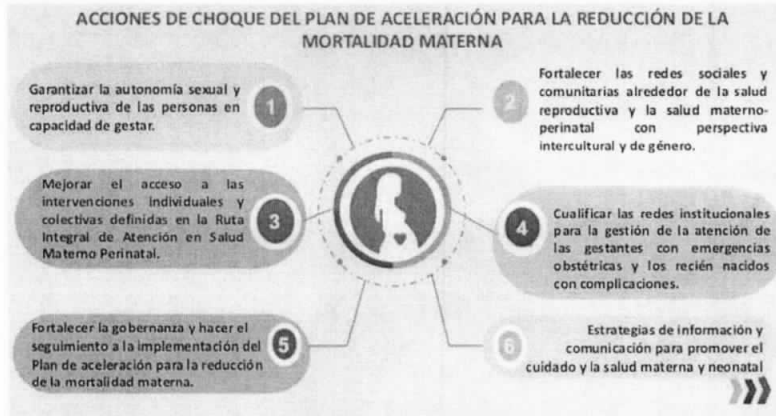 ACCIONES DE CHOQUE DEL PLAN DE ACELERACIÓN PARA LA REDUCCIÓN DE LA
MORTALIDAD MATERNA
Garantizar la autonomía sexual y
reproductiva de las personas en
capacidad de gestar.
1
2
Fortalecer las redes sociales y
comunitarias alrededor de la salud
reproductiva y la salud materno-
perinatal con perspectiva
intercultural y de género.
Mejorar el acceso a las
intervenciones individuales y
colectivas definidas en la Ruta
Integral de Atención en Salud
Materno Perinatal.
3
4
Cualificar las redes institucionales
para la gestión de la atención de
las gestantes con emergencias
obstétricas y los recién nacidos
con complicaciones.
Fortalecer la gobernanza y hacer el
seguimiento a la implementación del
Plan de aceleración para la reducción
de la mortalidad materna.
5
6
Estrategias de información y
comunicación para promover el
cuidado y la salud materna y neonatal